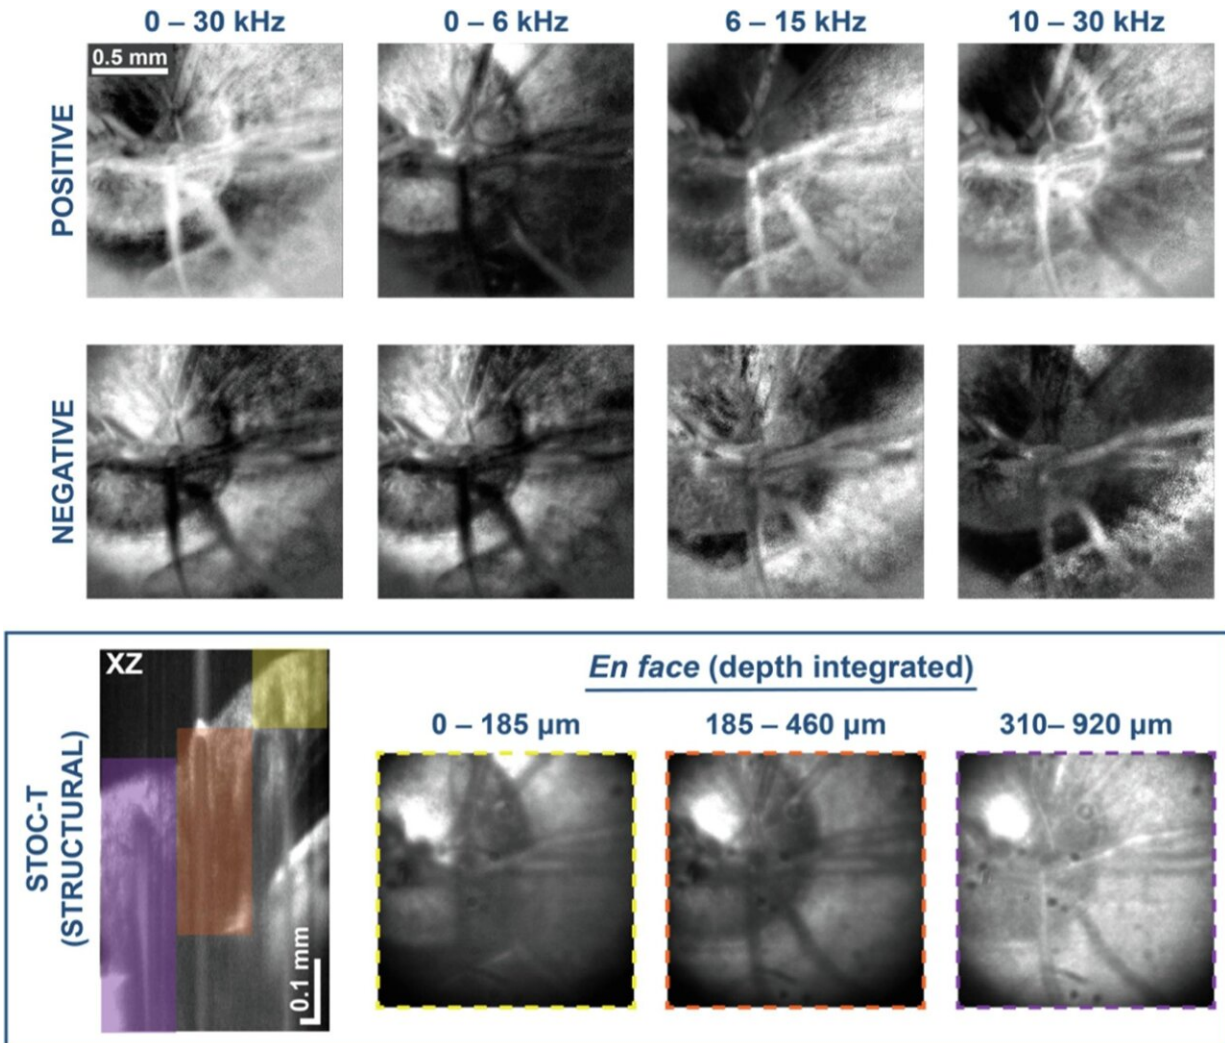 0 – 30 kHz
0 – 6 kHz
6 – 15 kHz
10 – 30 kHz
POSITIVE
0.5 mm
NEGATIVE
STOC-T
(STRUCTURAL)
XZ
0.1 mm
En face (depth integrated)
0 – 185 μm
185 – 460 μm
310– 920 μm